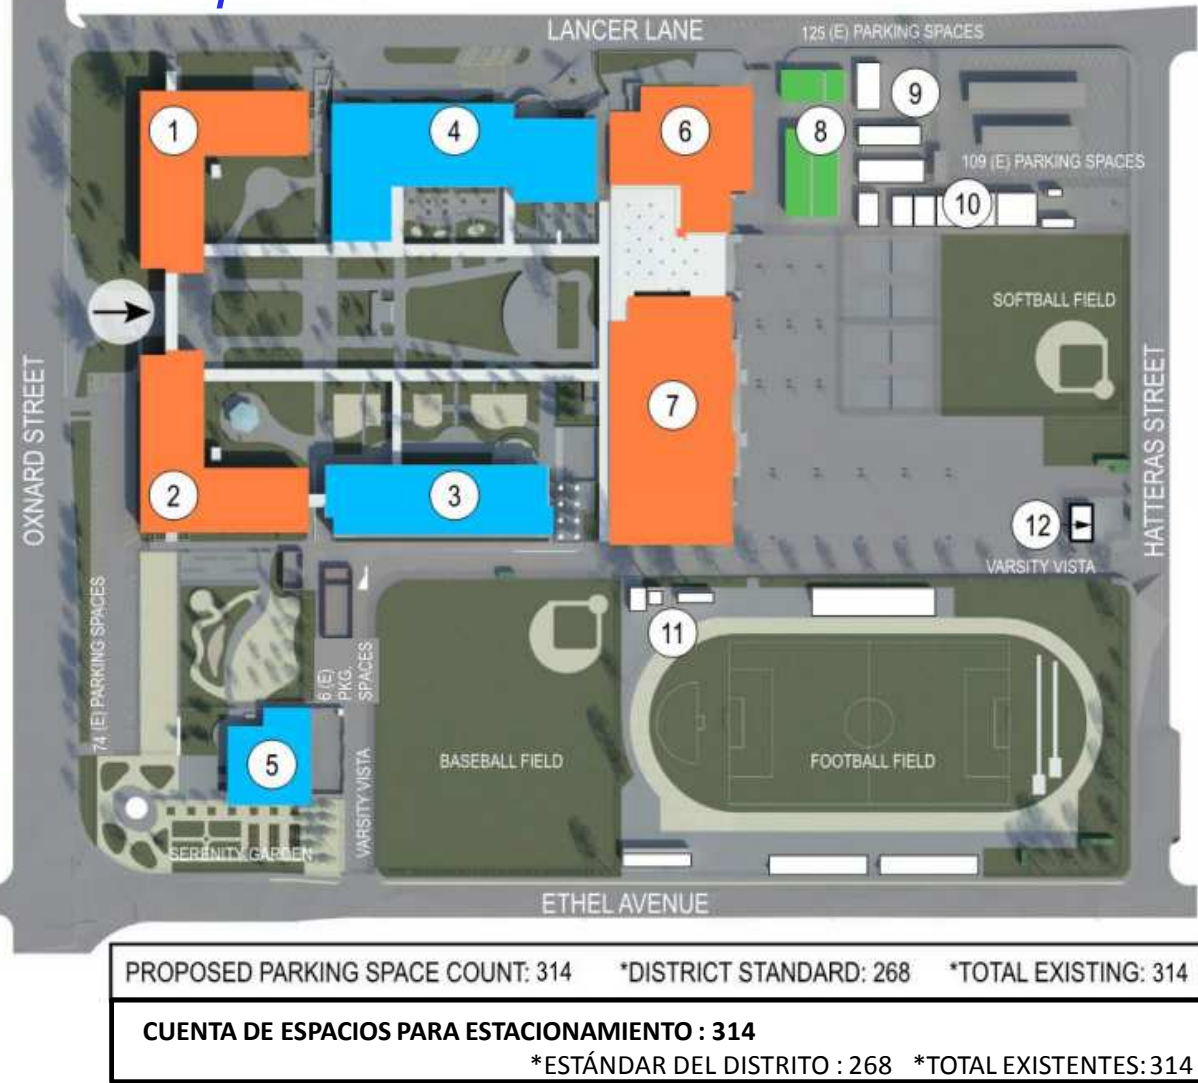 LANCER LANE
125 (E) PARKING SPACES
1
4
6
8
9
109 (E) PARKING SPACES
10
SOFTBALL FIELD
OXNARD STREET
HATTERAS STREET
7
2
3
12
VARSITY VISTA
74 (E) PARKING SPACES
6 (E)
PKG.
SPACES
11
5
BASEBALL FIELD
FOOTBALL FIELD
VARSITY VISTA
SERENITY GARDEN
ETHEL AVENUE
PROPOSED PARKING SPACE COUNT: 314 *DISTRICT STANDARD: 268 *TOTAL EXISTING: 314
CUENTA DE ESPACIOS PARA ESTACIONAMIENTO : 314
*ESTÁNDAR DEL DISTRITO : 268 *TOTAL EXISTENTES: 314